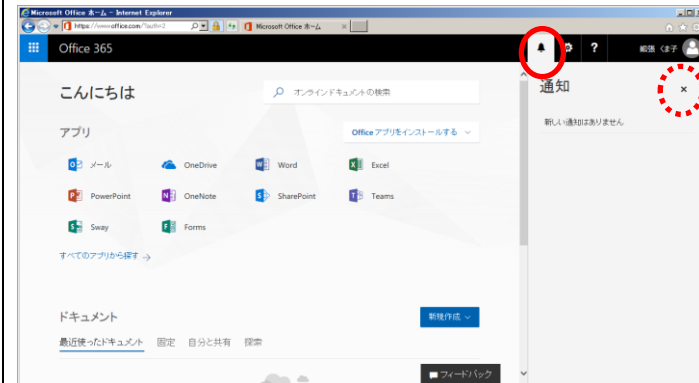 Microsoft Office ホーム - Internet Explorer
https://www.office.com/?auth=2
Microsoft Office ホーム
Office 365
?
こんにちは
オンラインドキュメントの検索
通知
×
新しい通知はありません
アプリ
Office アプリをインストールする
メール
OneDrive
Word
Excel
PowerPoint
OneNote
SharePoint
Teams
Sway
Forms
すべてのアプリから探す →
ドキュメント
新規作成
最近使ったドキュメント 固定 自分と共有 探索
フィードバック